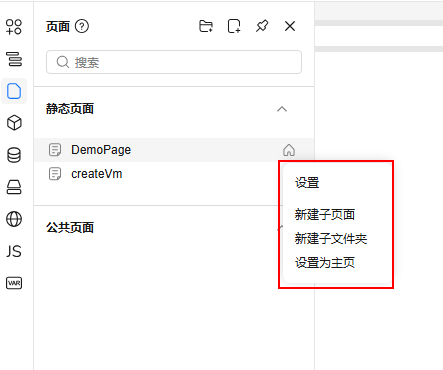 页面
搜索
静态页面
DemoPage
createVm
设置
新建子页面
新建子文件夹
设置为主页
公共页面
JS
VAR